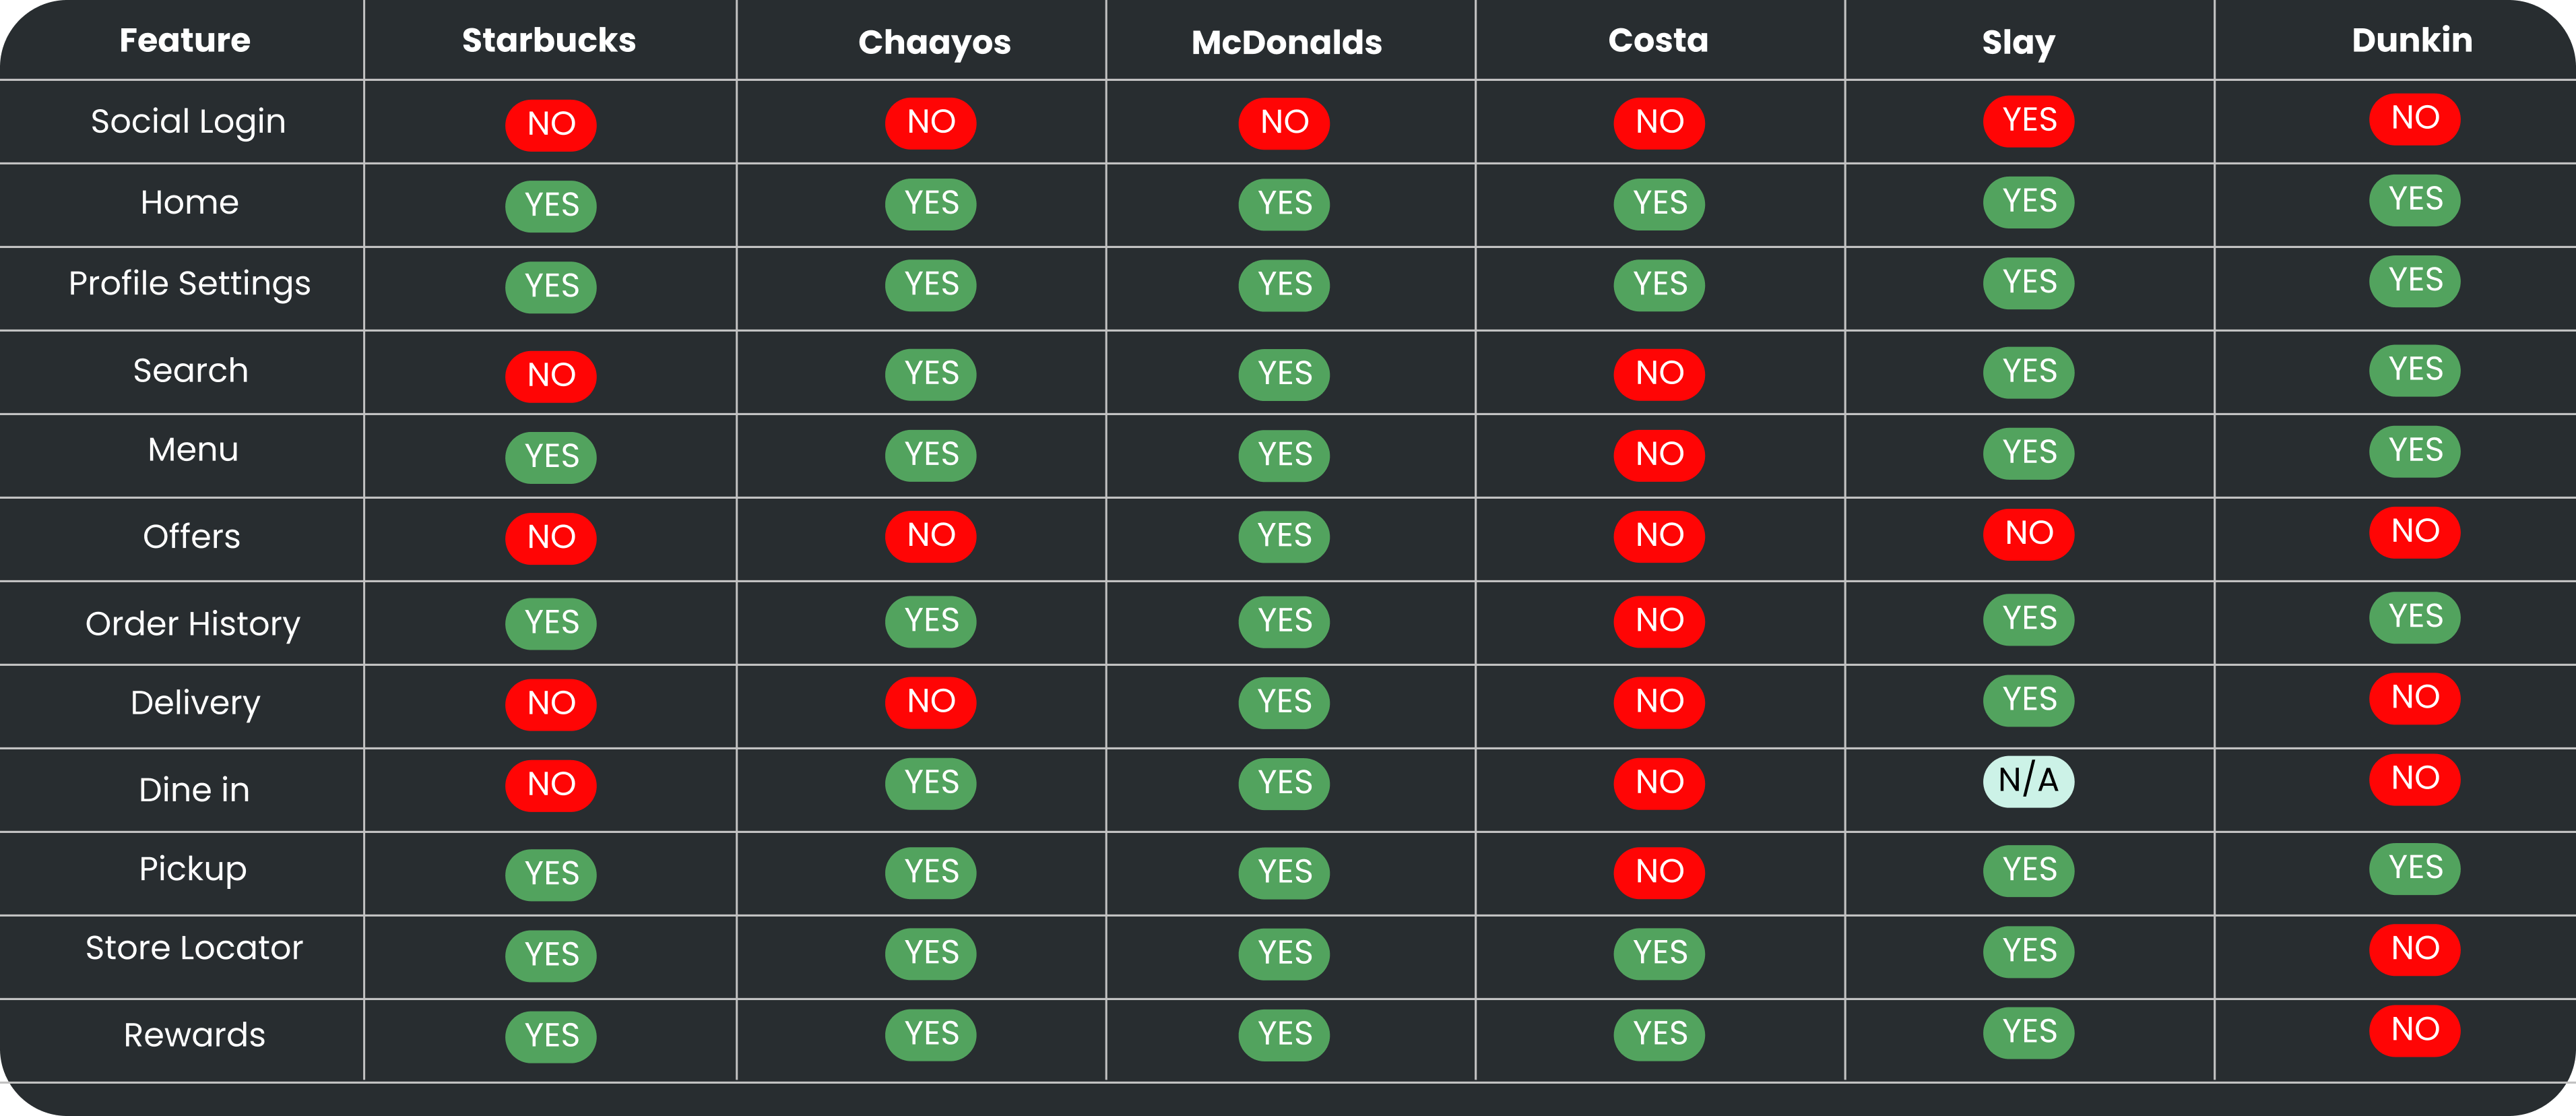 Feature Starbucks Chaayos McDonalds Costa Slay Dunkin
Social Login NO NO NO NO YES NO
Home YES YES YES YES YES YES
Profile Settings YES YES YES YES YES YES
Search NO YES YES NO YES YES
Menu YES YES YES NO YES YES
Offers NO NO YES NO NO NO
Order History YES YES YES NO YES YES
Delivery NO NO YES NO YES NO
Dine in NO YES YES NO N/A NO
Pickup YES YES YES NO YES YES
Store Locator YES YES YES YES YES NO
Rewards YES YES YES YES YES NO